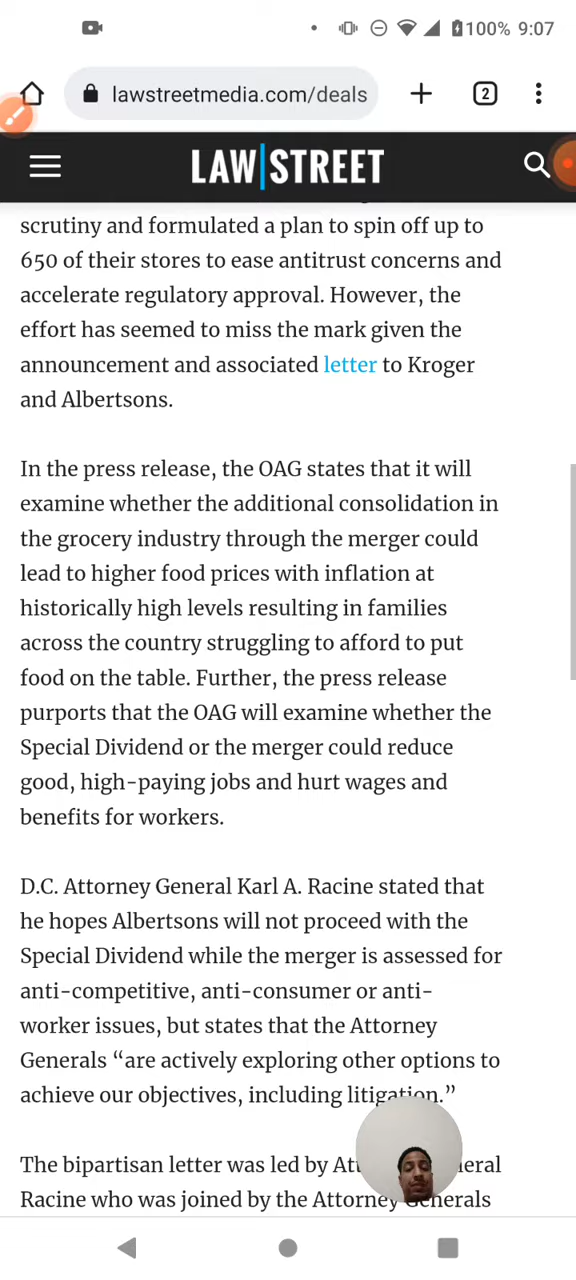 100% 9:07
lawstreetmedia.com/deals
2
LAW|STREET
scrutiny and formulated a plan to spin off up to
650 of their stores to ease antitrust concerns and
accelerate regulatory approval. However, the
effort has seemed to miss the mark given the
announcement and associated letter to Kroger
and Albertsons.
In the press release, the OAG states that it will
examine whether the additional consolidation in
the grocery industry through the merger could
lead to higher food prices with inflation at
historically high levels resulting in families
across the country struggling to afford to put
food on the table. Further, the press release
purports that the OAG will examine whether the
Special Dividend or the merger could reduce
good, high-paying jobs and hurt wages and
benefits for workers.
D.C. Attorney General Karl A. Racine stated that
he hopes Albertsons will not proceed with the
Special Dividend while the merger is assessed for
anti-competitive, anti-consumer or anti-
worker issues, but states that the Attorney
Generals “are actively exploring other options to
achieve our objectives, including litigation.”
The bipartisan letter was led by
Racine who was joined by the Attorney Generals